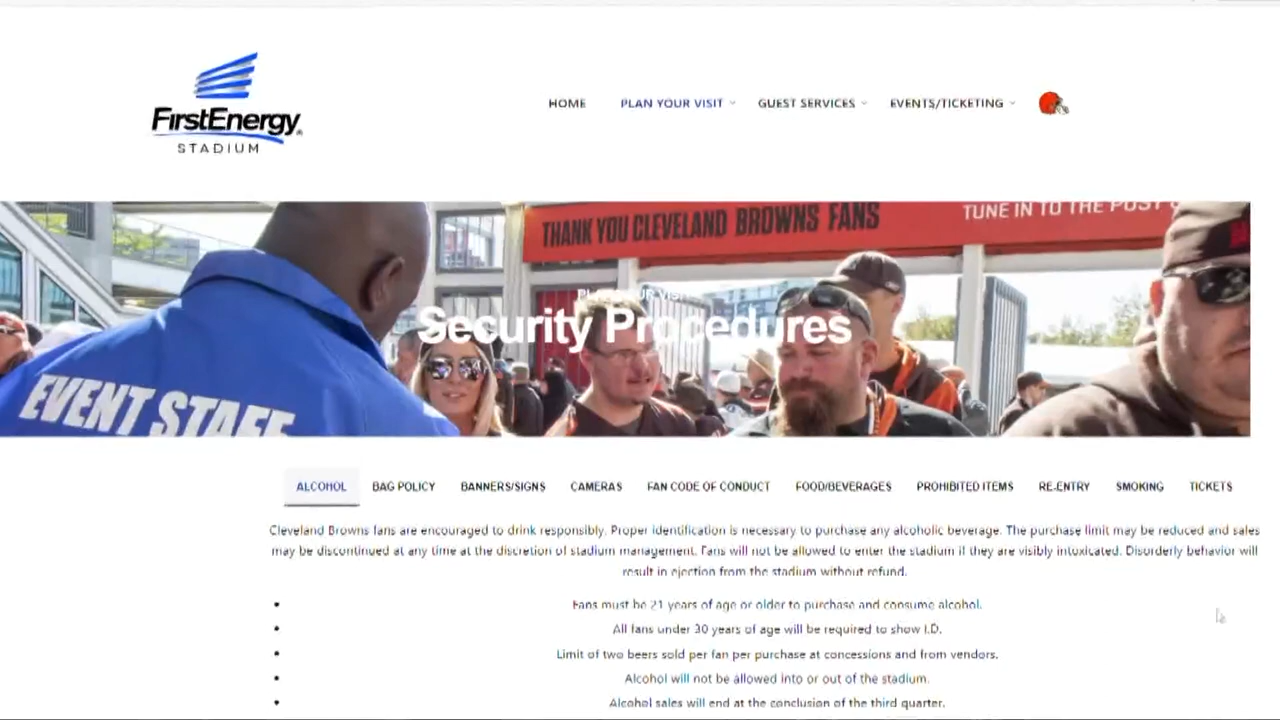 FirstEnergy
STADIUM
HOME
PLAN YOUR VISIT
GUEST SERVICES
EVENTS/TICKETING
THANK YOU CLEVELAND BROWNS FANS
TUNE IN TO THE POST
PLAN YOUR VISIT
Security Procedures
EVENT STAFF
ALCOHOL
BAG POLICY
BANNERS/SIGNS
CAMERAS
FAN CODE OF CONDUCT
FOOD/BEVERAGES
PROHIBITED ITEMS
RE-ENTRY
SMOKING
TICKETS
Cleveland Browns fans are encouraged to drink responsibly. Proper identification is necessary to purchase any alcoholic beverage. The purchase limit may be reduced and sales
may be discontinued at any time at the discretion of stadium management. Fans will not be allowed to enter the stadium if they are visibly intoxicated. Disorderly behavior will
result in ejection from the stadium without refund.
• Fans must be 21 years of age or older to purchase and consume alcohol.
• All fans under 30 years of age will be required to show I.D.
• Limit of two beers sold per fan per purchase at concessions and from vendors.
• Alcohol will not be allowed into or out of the stadium.
• Alcohol sales will end at the conclusion of the third quarter.